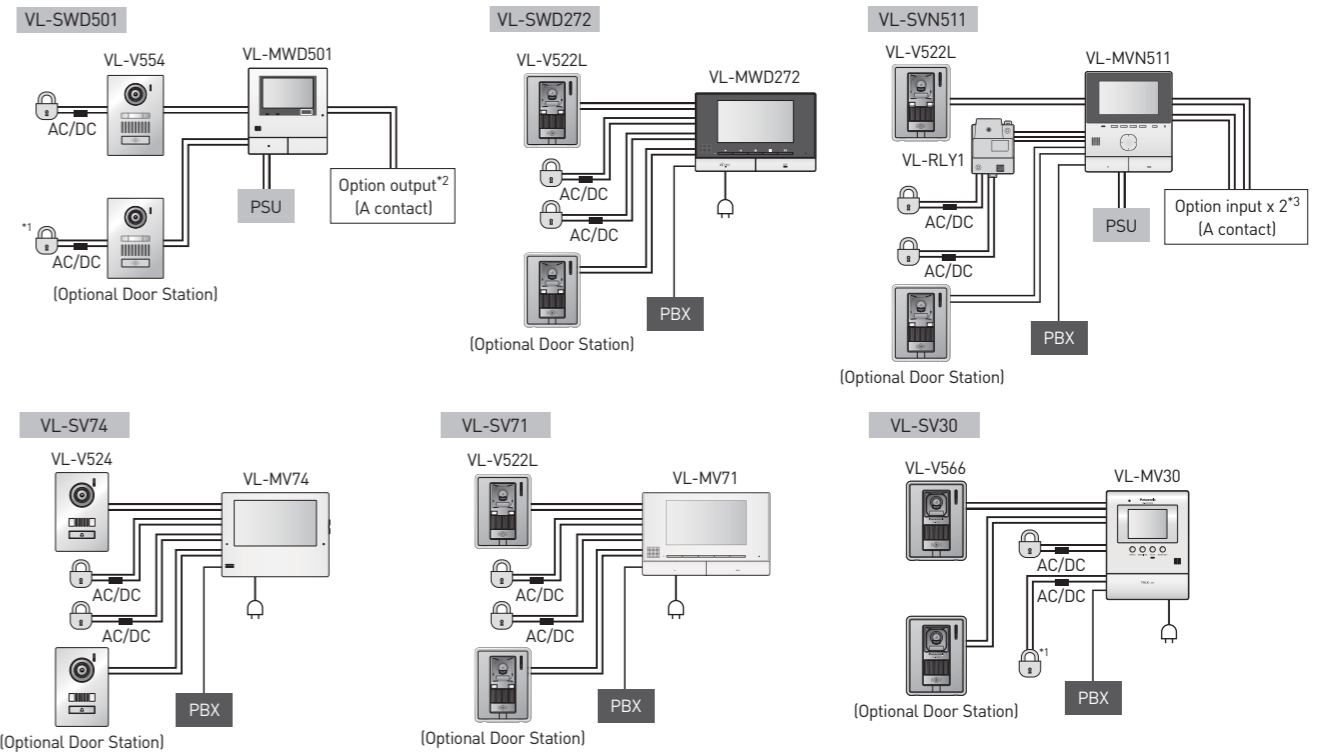 VL-SWD501
VL-V554
VL-MWD501
AC/DC
PSU
Option output*2
(A contact)
*1
AC/DC
(Optional Door Station)
VL-SWD272
VL-V522L
VL-MWD272
AC/DC
AC/DC
PBX
(Optional Door Station)
VL-SVN511
VL-V522L
VL-MVN511
VL-RLY1
AC/DC
AC/DC
PSU
Option input x 2*3
(A contact)
PBX
(Optional Door Station)
VL-SV74
VL-V524
VL-MV74
AC/DC
AC/DC
PBX
(Optional Door Station)
VL-SV71
VL-V522L
VL-MV71
AC/DC
AC/DC
PBX
(Optional Door Station)
VL-SV30
VL-V566
VL-MV30
Panasonic
AC/DC
AC/DC
TALK
*1
PBX
(Optional Door Station)